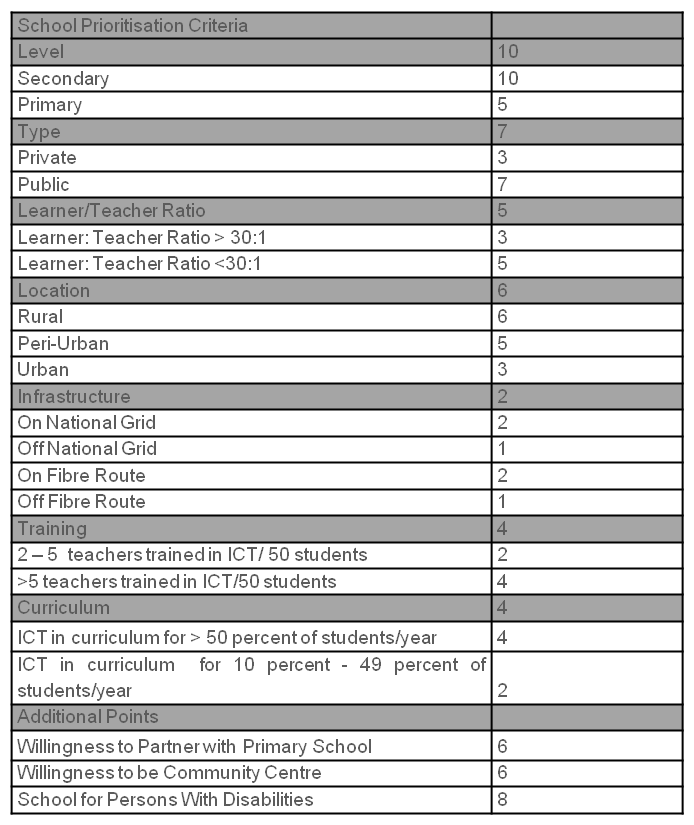 School Prioritisation Criteria
Level 10
Secondary 10
Primary 5
Type 7
Private 3
Public 7
Learner/Teacher Ratio 5
Learner: Teacher Ratio > 30:1 3
Learner: Teacher Ratio <30:1 5
Location 6
Rural 6
Peri-Urban 5
Urban 3
Infrastructure 2
On National Grid 2
Off National Grid 1
On Fibre Route 2
Off Fibre Route 1
Training 4
2 – 5 teachers trained in ICT/ 50 students 2
>5 teachers trained in ICT/50 students 4
Curriculum 4
ICT in curriculum for > 50 percent of students/year 4
ICT in curriculum for 10 percent - 49 percent of
students/year 2
Additional Points
Willingness to Partner with Primary School 6
Willingness to be Community Centre 6
School for Persons With Disabilities 8